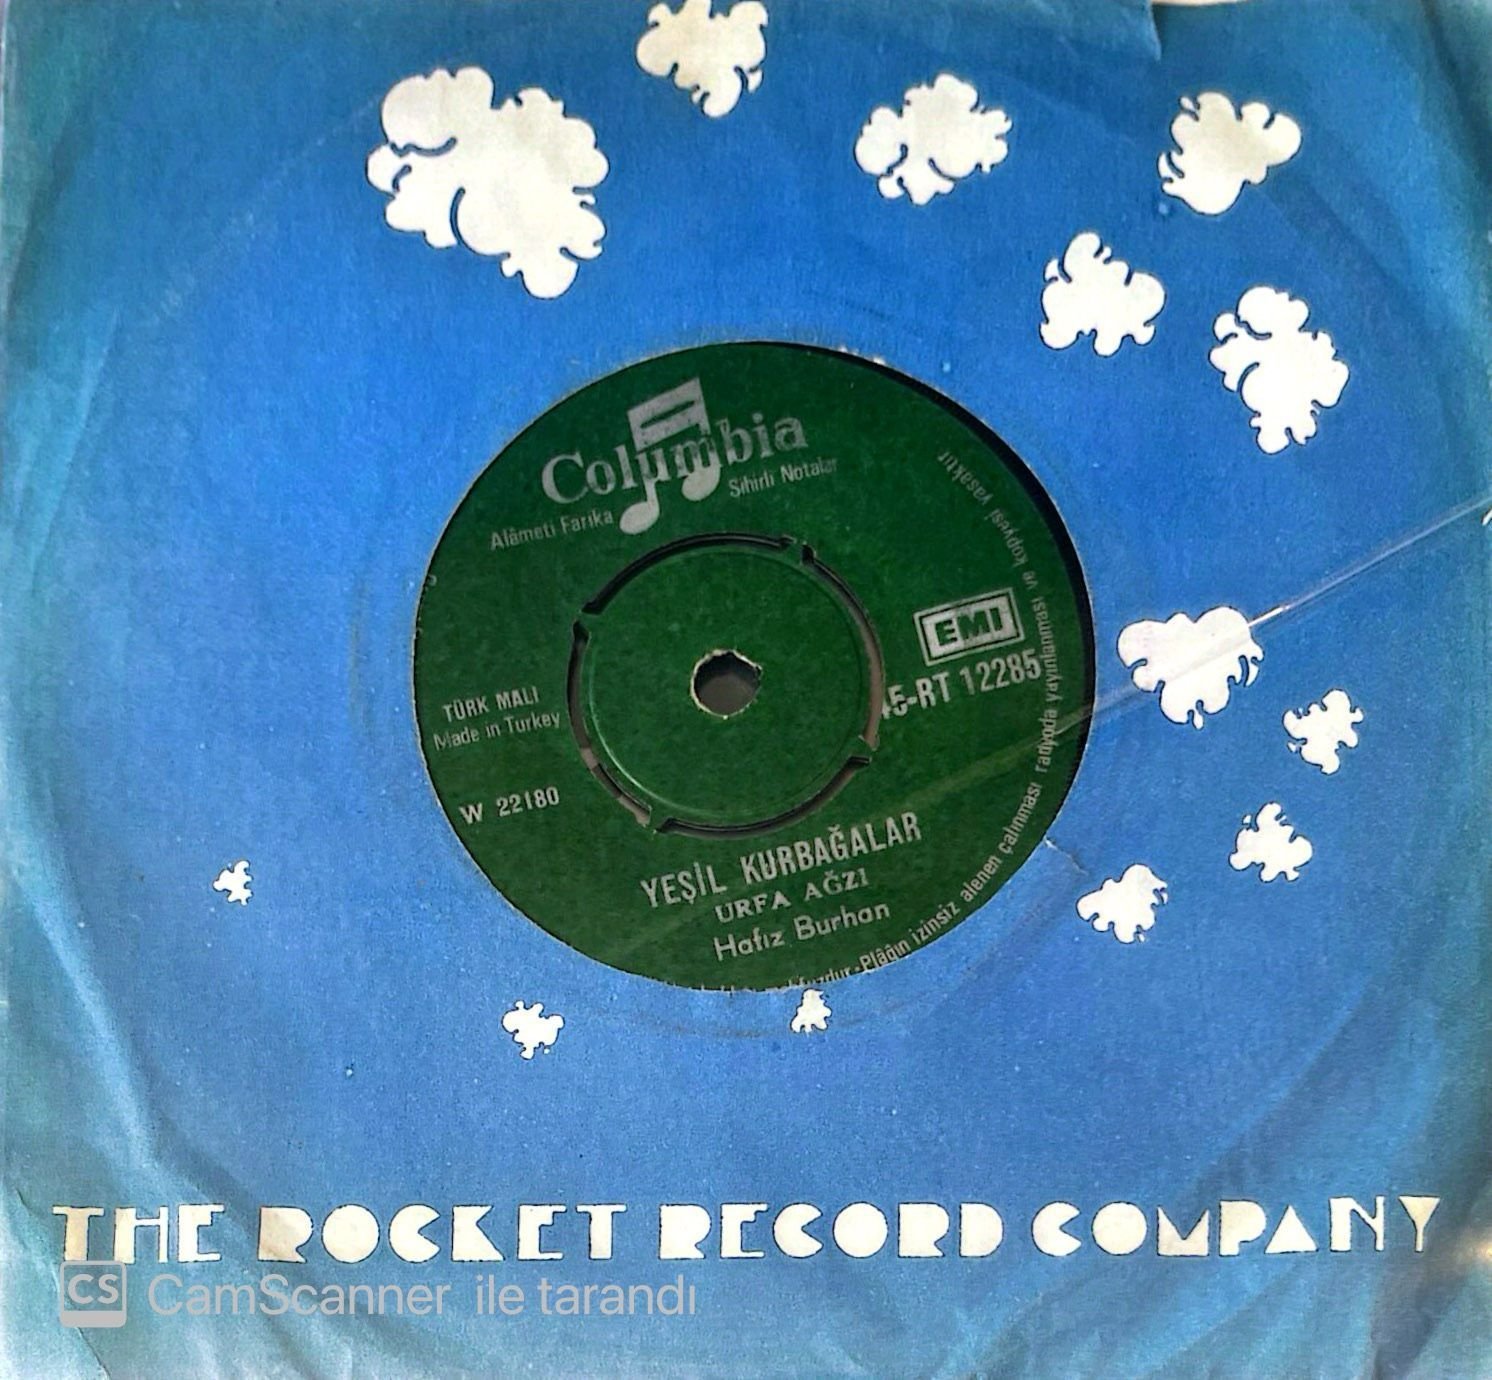 Columbia
Alâmeti Farika
Sihirli Notalar
EMI
45-RT 12285
TÜRK MALI
Made in Turkey
W 22180
YEŞİL KURBAĞALAR
URFA AĞZI
Hafız Burhan
Plâğın izinsiz alenen çalınması radyoda yayınlanması ve kopyesi yasaktır
THE ROCKET RECORD COMPANY
CS CamScanner ile tarandı